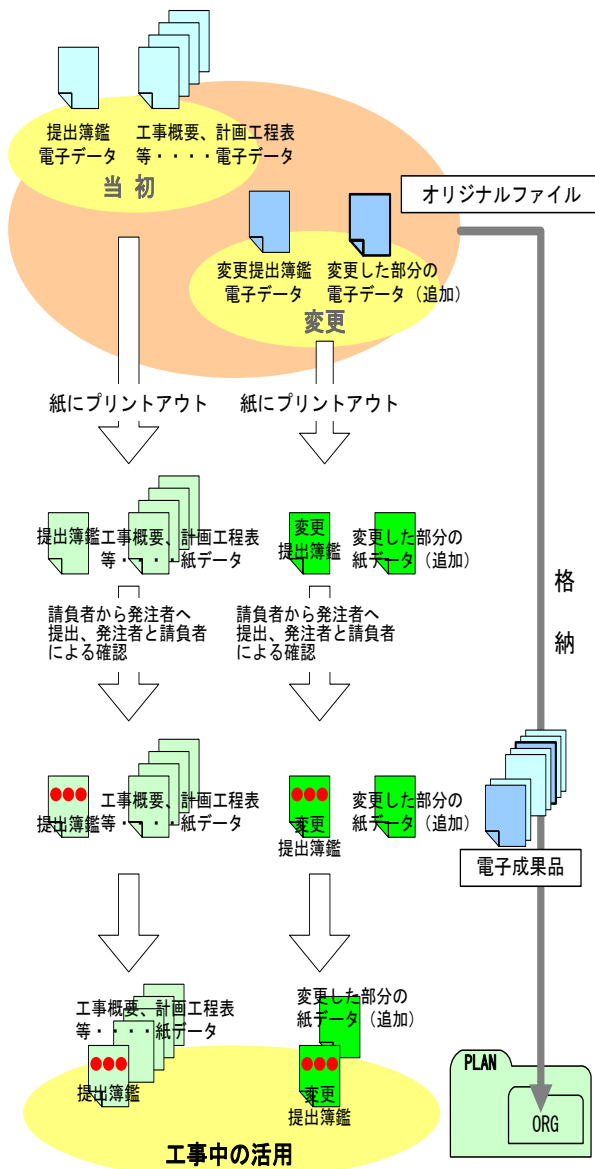 提出簿鑑
電子データ
工事概要、計画工程表
等・・・・電子データ
当 初
オリジナルファイル
変更提出簿鑑
電子データ
変更した部分の
電子データ（追加）
変更
紙にプリントアウト
紙にプリントアウト
提出簿鑑
工事概要、計画工程表
等・・・・紙データ
変更
提出簿鑑
変更した部分の
紙データ（追加）
請負者から発注者へ
提出、発注者と請負者
による確認
請負者から発注者へ
提出、発注者と請負者
による確認
格
納
提出簿鑑
工事概要、計画工程表
等・・・・紙データ
変更
提出簿鑑
変更した部分の
紙データ（追加）
電子成果品
工事概要、計画工程表
等・・・・紙データ
提出簿鑑
変更した部分の
紙データ（追加）
変更
提出簿鑑
工事中の活用
PLAN
ORG